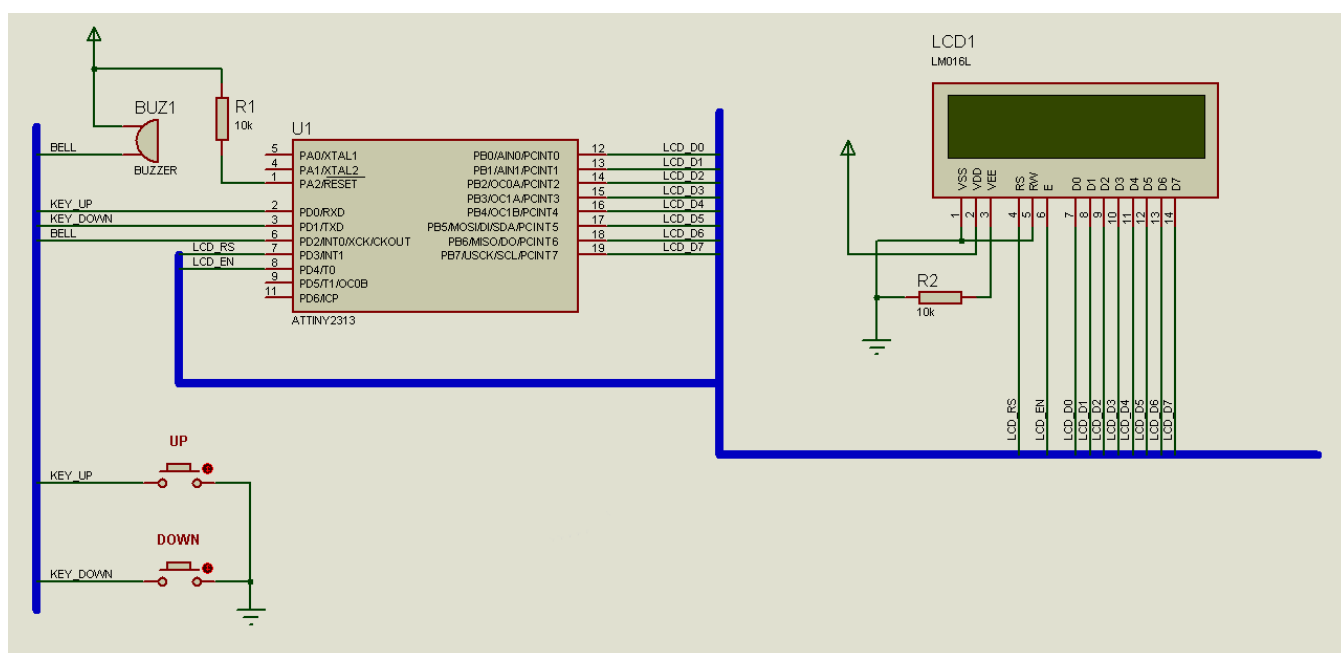 BUZ1
BUZZER
R1
10k
BELL
KEY_UP
KEY_DOWN
BELL
LCD_RS
LCD_EN
U1
5 PA0/XTAL1
4 PA1/XTAL2
1 PA2/RESET
2 PD0/RXD
3 PD1/TXD
6 PD2/INT0/XCK/CKOUT
7 PD3/INT1
8 PD4/T0
9 PD5/T1/OC0B
11 PD6/ICP
PB0/AIN0/PCINT0 12 LCD_D0
PB1/AIN1/PCINT1 13 LCD_D1
PB2/OC0A/PCINT2 14 LCD_D2
PB3/OC1A/PCINT3 15 LCD_D3
PB4/OC1B/PCINT4 16 LCD_D4
PB5/MOSI/DI/SDA/PCINT5 17 LCD_D5
PB6/MISO/DO/PCINT6 18 LCD_D6
PB7/USCK/SCL/PCINT7 19 LCD_D7
ATTINY2313
UP
KEY_UP
DOWN
KEY_DOWN
LCD1
LM016L
VSS VDD VEE RS RW E D0 D1 D2 D3 D4 D5 D6 D7
1 2 3 4 5 6 7 8 9 10 11 12 13 14
R2
10k
LCD_RS LCD_EN LCD_D0 LCD_D1 LCD_D2 LCD_D3 LCD_D4 LCD_D5 LCD_D6 LCD_D7